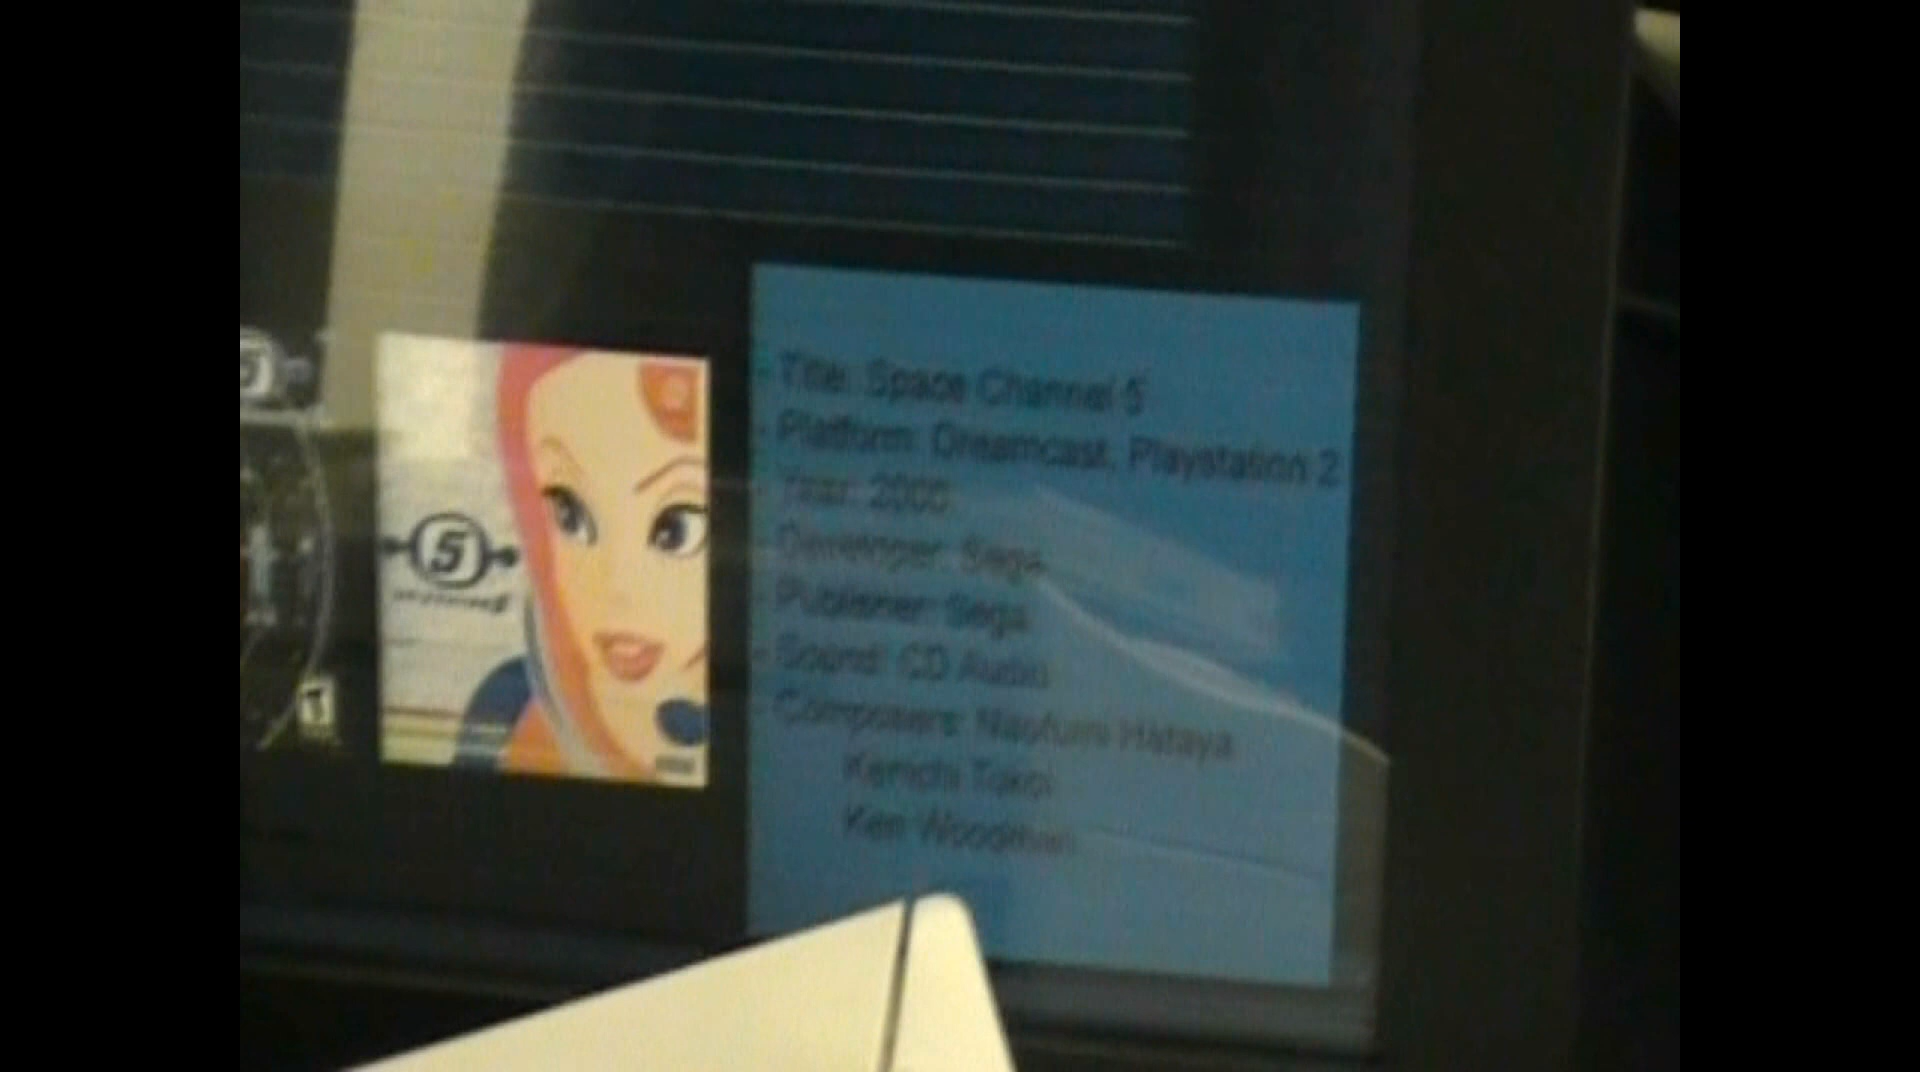 5
5
T
- Title: Space Channel 5
- Platform: Dreamcast, Playstation 2
- Year: 2000
- Developer: Sega
- Publisher: Sega
- Sound: CD Audio
- Composers: Naofumi Hataya
Kenichi Tokoi
Ken Woodman